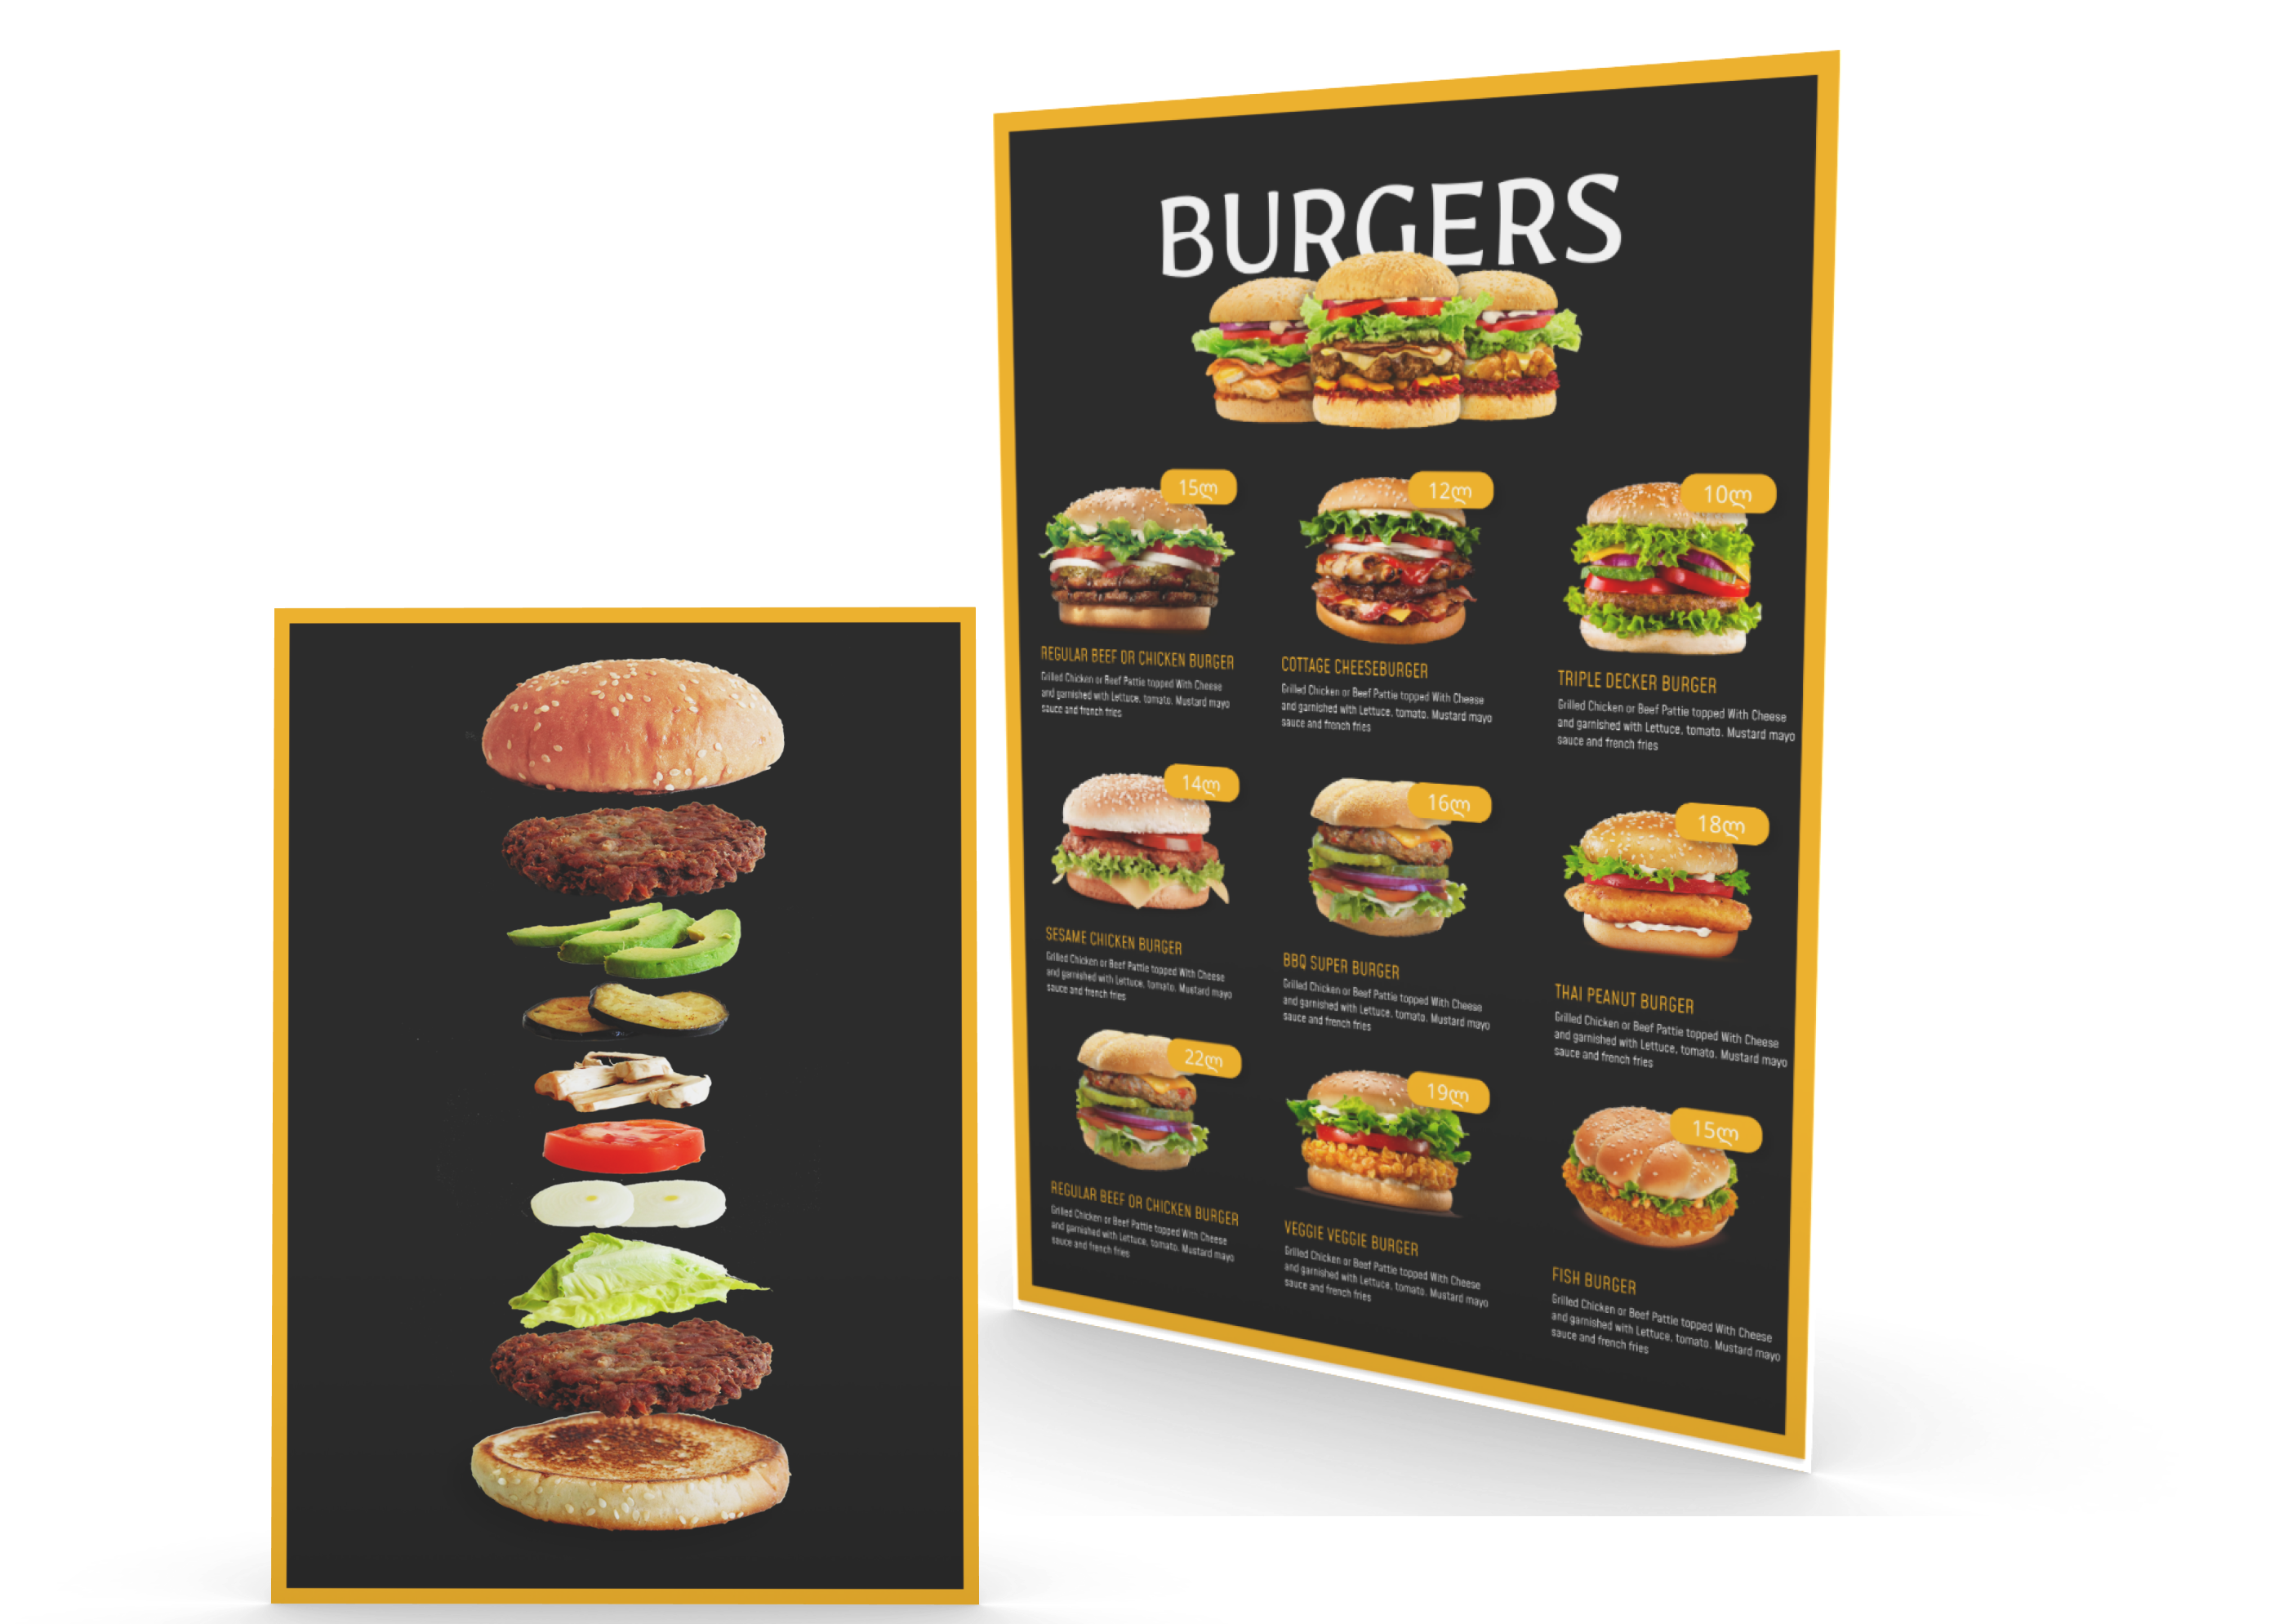 BURGERS
15ლ
REGULAR BEEF OR CHICKEN BURGER
Grilled Chicken or Beef Pattie topped With Cheese
and garnished with Lettuce, tomato. Mustard mayo
sauce and french fries
12ლ
COTTAGE CHEESEBURGER
Grilled Chicken or Beef Pattie topped With Cheese
and garnished with Lettuce, tomato. Mustard mayo
sauce and french fries
10ლ
TRIPLE DECKER BURGER
Grilled Chicken or Beef Pattie topped With Cheese
and garnished with Lettuce, tomato. Mustard mayo
sauce and french fries
14ლ
SESAME CHICKEN BURGER
Grilled Chicken or Beef Pattie topped With Cheese
and garnished with Lettuce, tomato. Mustard mayo
sauce and french fries
16ლ
BBQ SUPER BURGER
Grilled Chicken or Beef Pattie topped With Cheese
and garnished with Lettuce, tomato. Mustard mayo
sauce and french fries
18ლ
THAI PEANUT BURGER
Grilled Chicken or Beef Pattie topped With Cheese
and garnished with Lettuce, tomato. Mustard mayo
sauce and french fries
22ლ
REGULAR BEEF OR CHICKEN BURGER
Grilled Chicken or Beef Pattie topped With Cheese
and garnished with Lettuce, tomato. Mustard mayo
sauce and french fries
19ლ
VEGGIE VEGGIE BURGER
Grilled Chicken or Beef Pattie topped With Cheese
and garnished with Lettuce, tomato. Mustard mayo
sauce and french fries
15ლ
FISH BURGER
Grilled Chicken or Beef Pattie topped With Cheese
and garnished with Lettuce, tomato. Mustard mayo
sauce and french fries